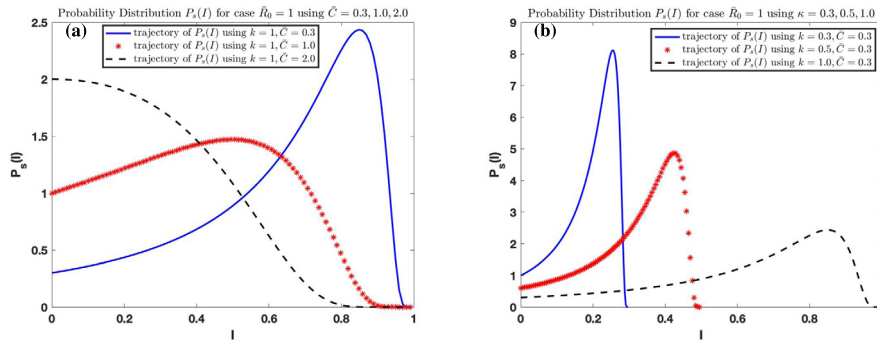 Probability Distribution P_s(I) for case R̄_0 = 1 using C̄ = 0.3, 1.0, 2.0
(a)
trajectory of P_s(I) using k = 1, C̄ = 0.3
trajectory of P_s(I) using k = 1, C̄ = 1.0
trajectory of P_s(I) using k = 1, C̄ = 2.0
2.5
2
1.5
1
0.5
0
P_s(I)
0 0.2 0.4 0.6 0.8 1
I
Probability Distribution P_s(I) for case R̄_0 = 1 using κ = 0.3, 0.5, 1.0
(b)
trajectory of P_s(I) using k = 0.3, C̄ = 0.3
trajectory of P_s(I) using k = 0.5, C̄ = 0.3
trajectory of P_s(I) using k = 1.0, C̄ = 0.3
9
8
7
6
5
4
3
2
1
0
P_s(I)
0 0.2 0.4 0.6 0.8 1
I